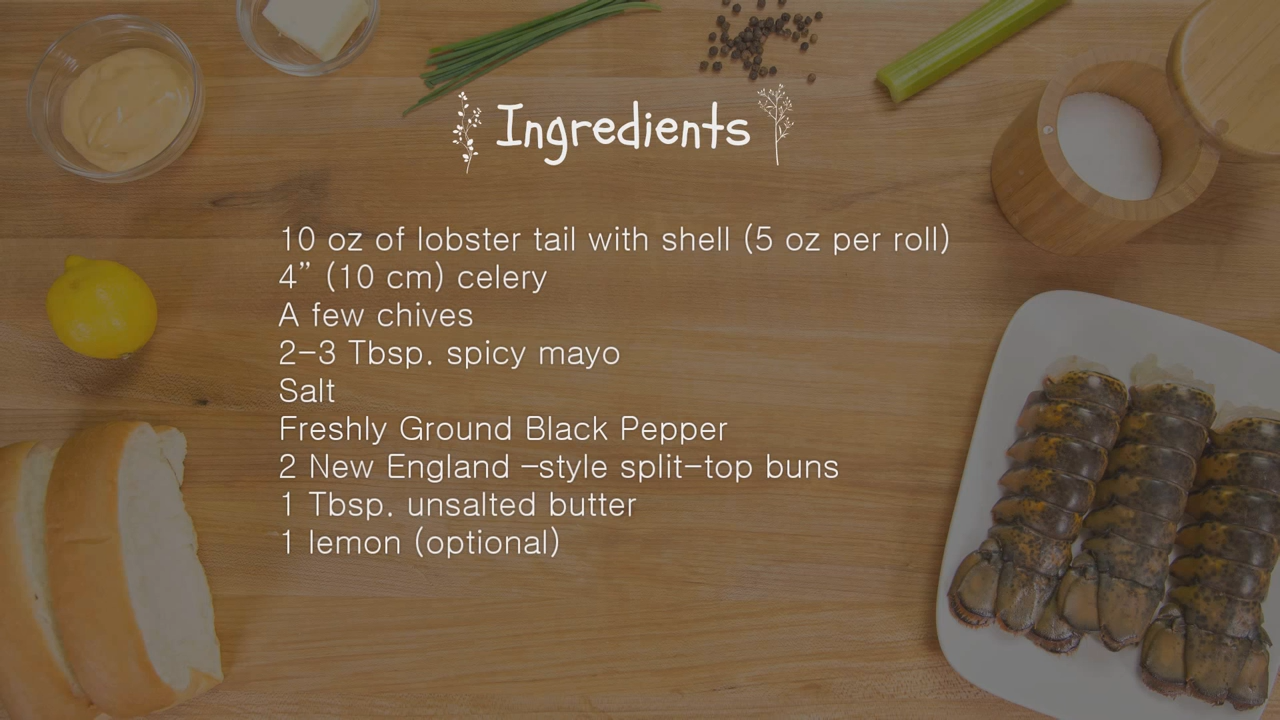 Ingredients
10 oz of lobster tail with shell (5 oz per roll)
4” (10 cm) celery
A few chives
2-3 Tbsp. spicy mayo
Salt
Freshly Ground Black Pepper
2 New England -style split-top buns
1 Tbsp. unsalted butter
1 lemon (optional)